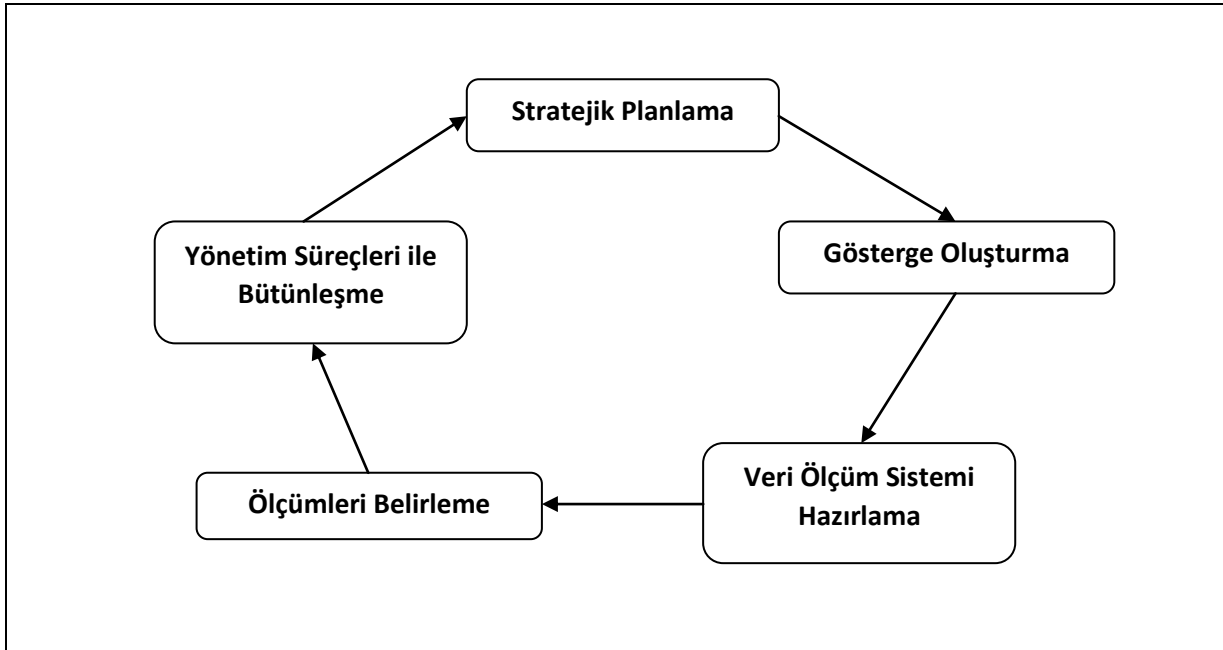 Stratejik Planlama
Gösterge Oluşturma
Veri Ölçüm Sistemi
Hazırlama
Ölçümleri Belirleme
Yönetim Süreçleri ile
Bütünleşme